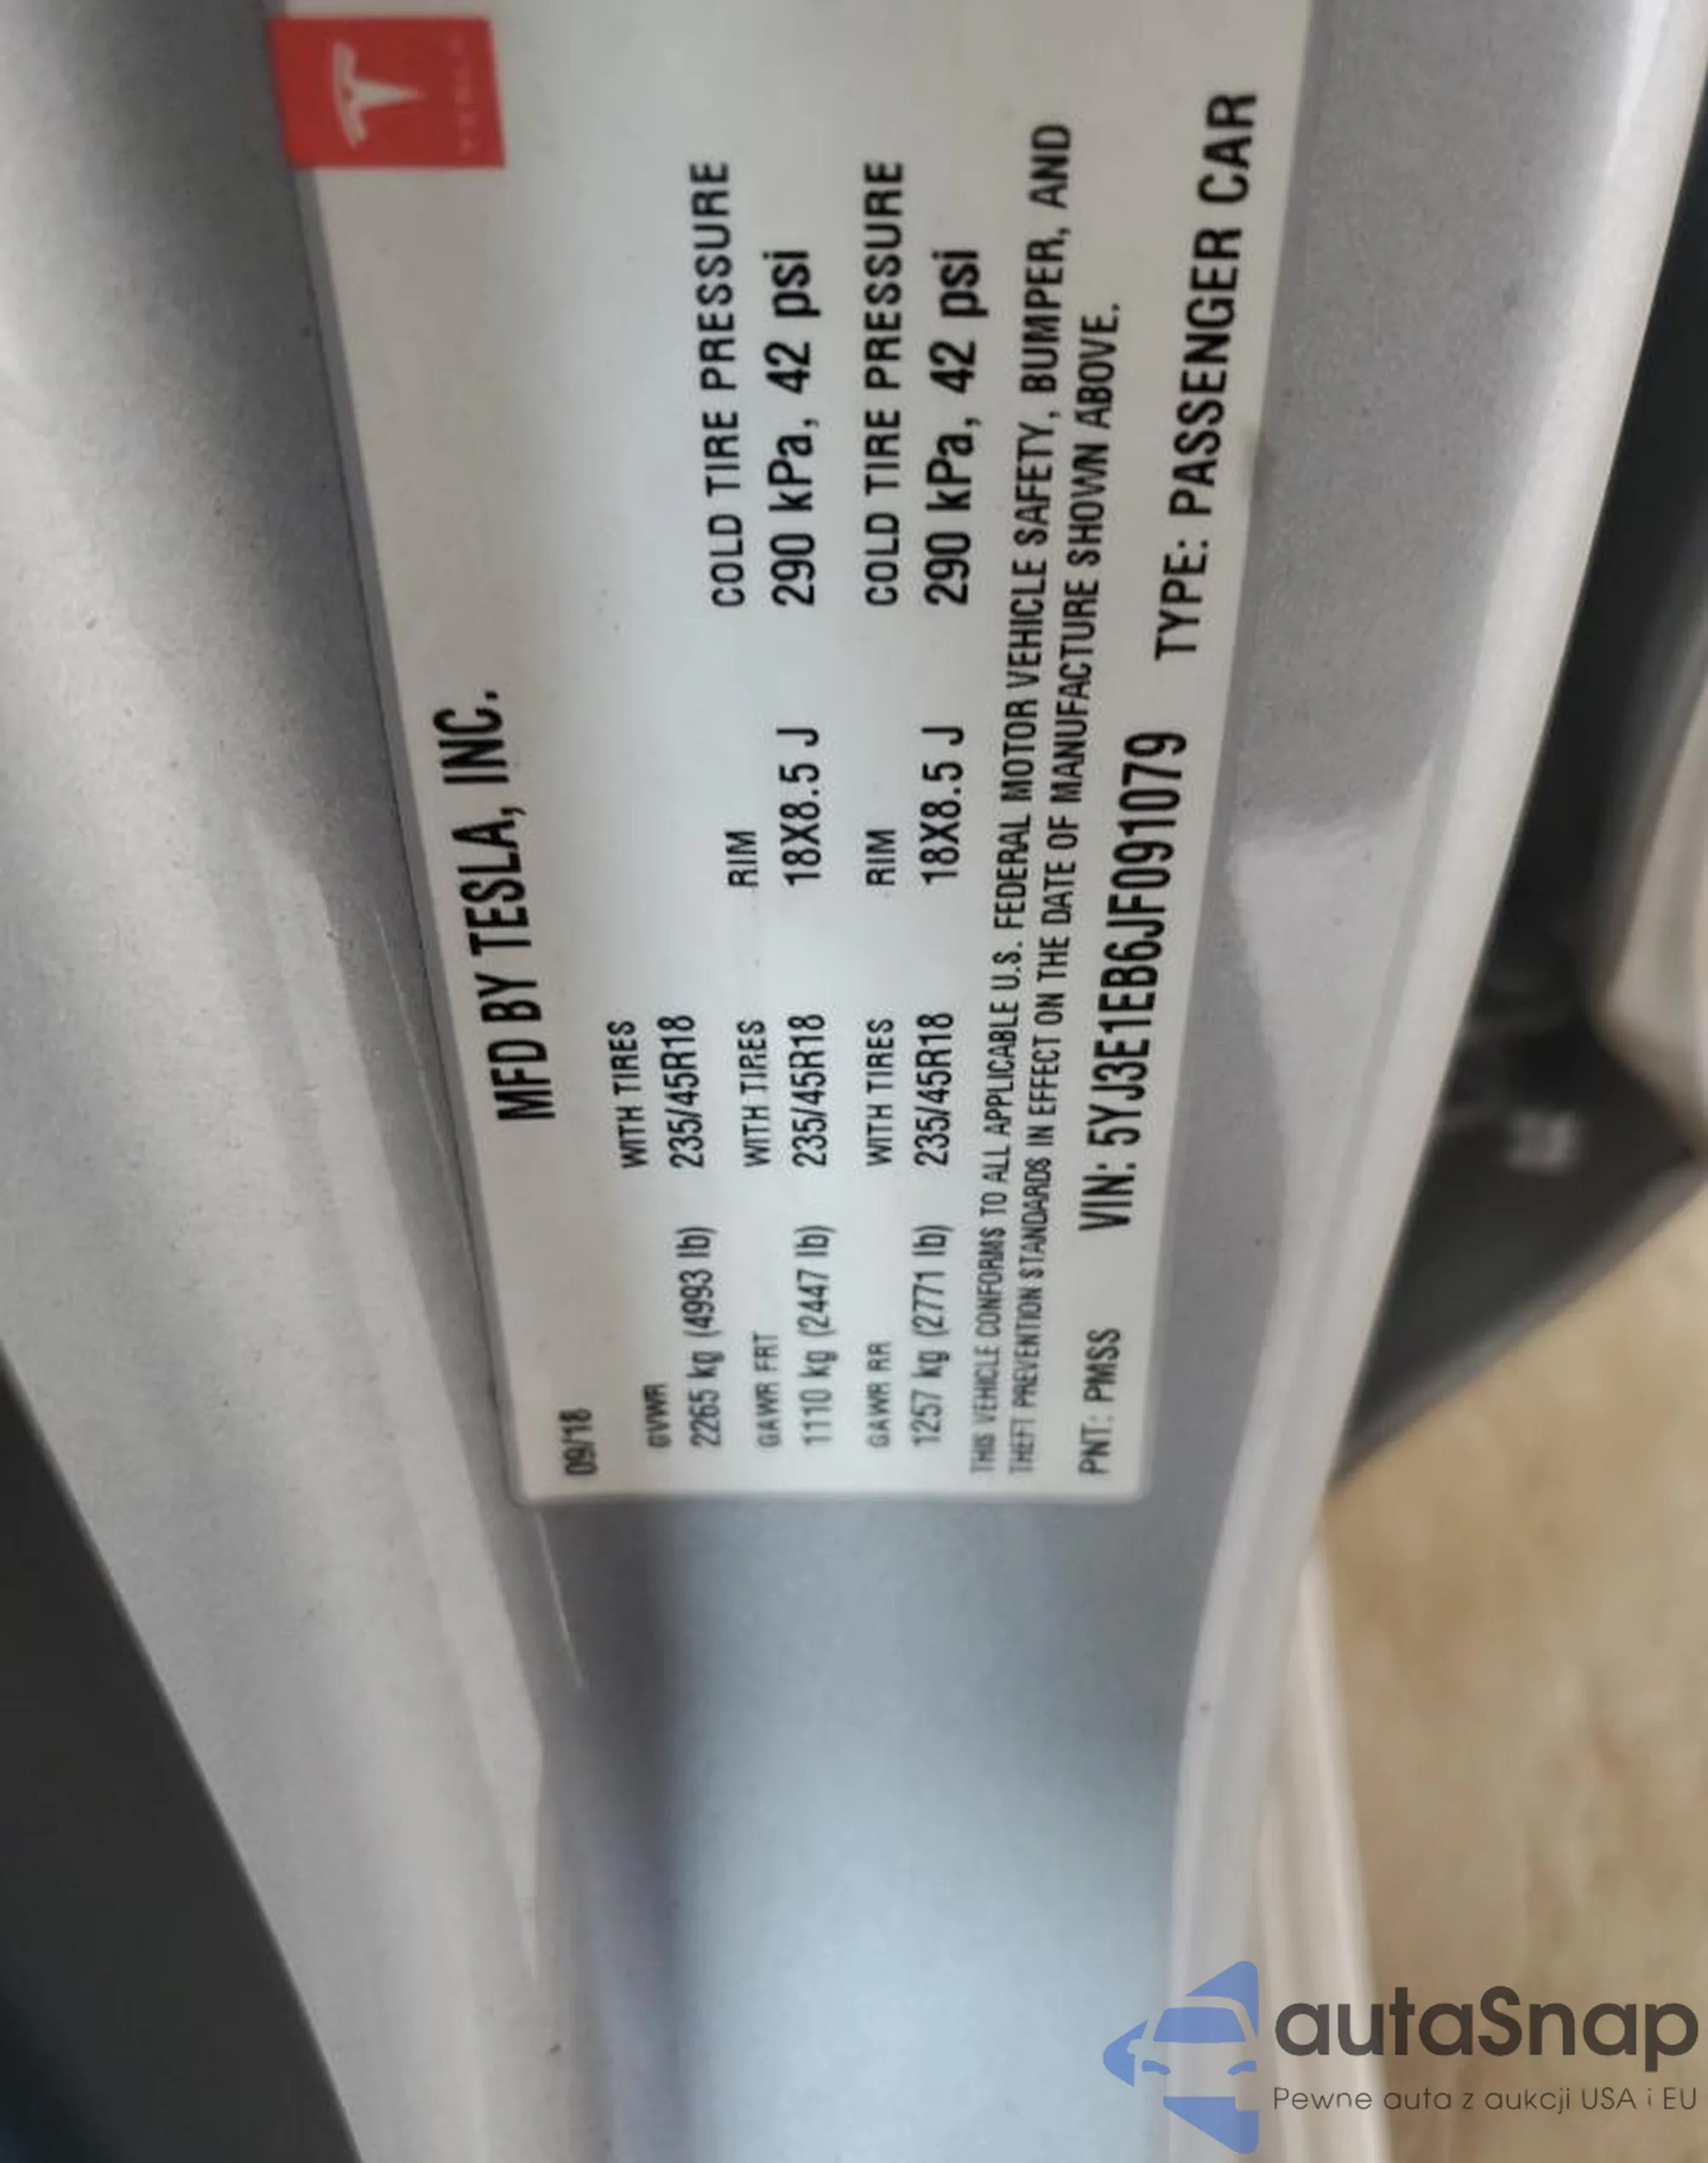 TESLA
MFD BY TESLA, INC.
09/18
GVWR WITH TIRES
2265 kg (4993 lb) 235/45R18
GAWR FRT WITH TIRES RIM COLD TIRE PRESSURE
1110 kg (2447 lb) 235/45R18 18X8.5 J 290 kPa, 42 psi
GAWR RR WITH TIRES RIM COLD TIRE PRESSURE
1257 kg (2771 lb) 235/45R18 18X8.5 J 290 kPa, 42 psi
THIS VEHICLE CONFORMS TO ALL APPLICABLE U.S. FEDERAL MOTOR VEHICLE SAFETY, BUMPER, AND
THEFT PREVENTION STANDARDS IN EFFECT ON THE DATE OF MANUFACTURE SHOWN ABOVE.
PNT: PMSS VIN: 5YJ3E1EB6JF091079 TYPE: PASSENGER CAR
autaSnap
Pewne auta z aukcji USA i EU